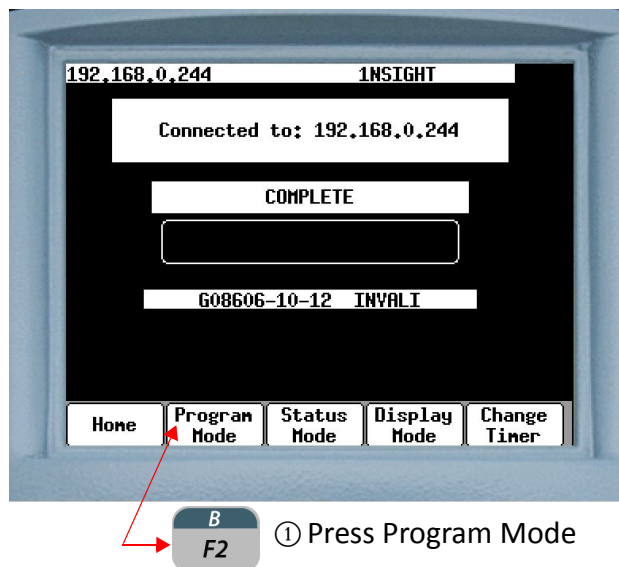 192.168.0.244 1NSIGHT
Connected to: 192.168.0.244
COMPLETE
G08606-10-12 INVALI
Home Program Mode Status Mode Display Mode Change Timer
B
F2
① Press Program Mode